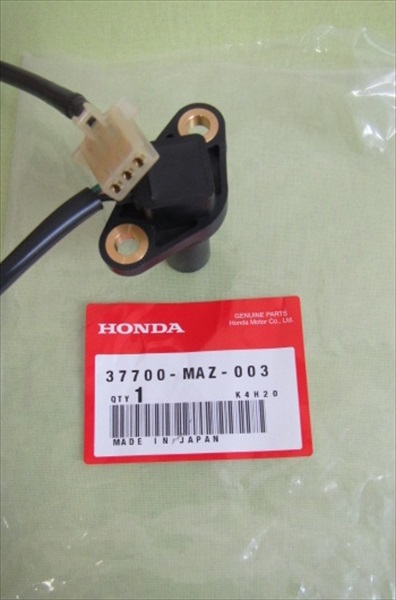 HONDA
GENUINE PARTS
Honda Motor Co., Ltd.
37700-MAZ-003
QTY 1
K4H20
MADE IN JAPAN